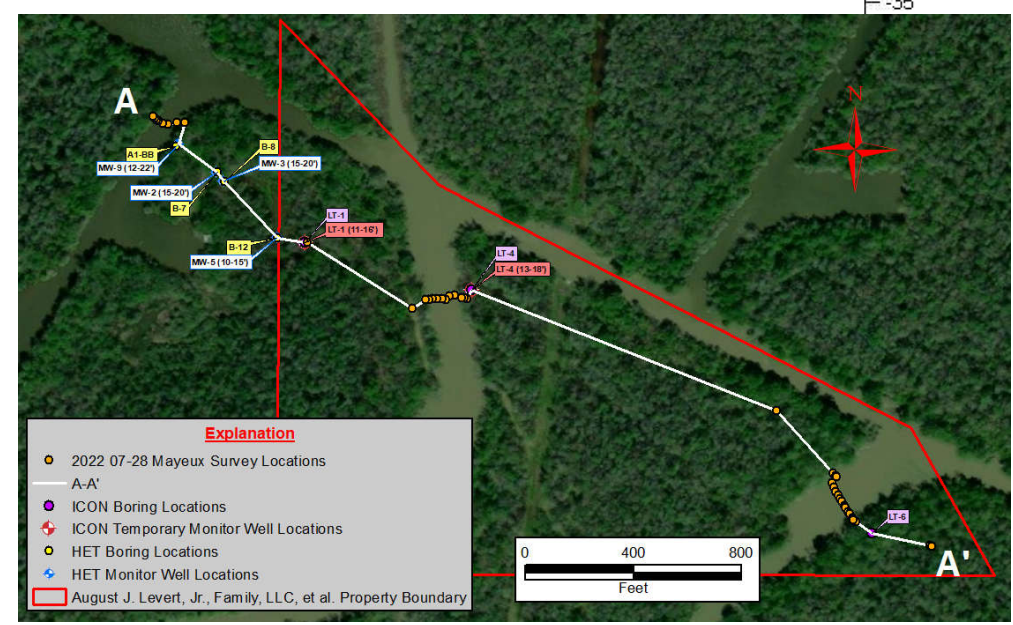 -35
N
A
A1-BB
MW-9 (12-22')
B-8
MW-3 (15-20')
MW-2 (15-20')
B-7
LT-1
LT-1 (11-16')
B-12
MW-5 (10-15')
LT-4
LT-4 (13-18')
LT-6
A'
Explanation
2022 07-28 Mayeux Survey Locations
A-A'
ICON Boring Locations
ICON Temporary Monitor Well Locations
HET Boring Locations
HET Monitor Well Locations
August J. Levert, Jr., Family, LLC, et al. Property Boundary
0 400 800
Feet